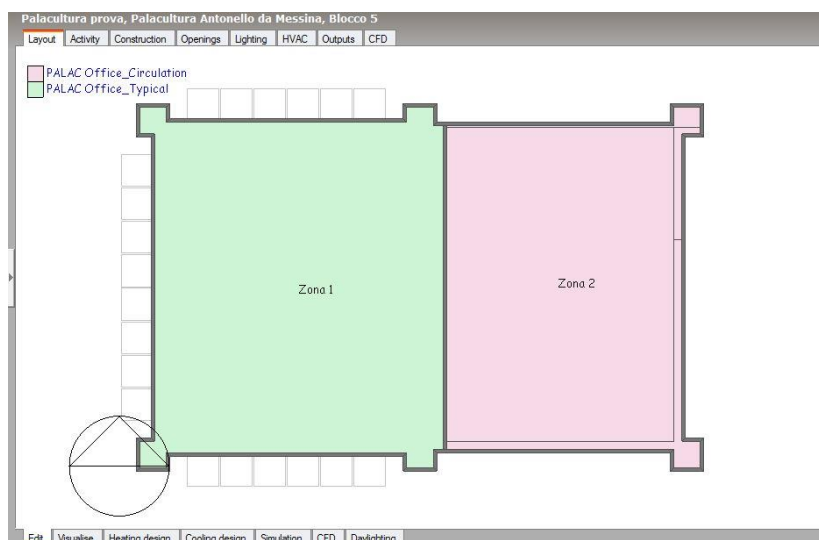 Palacultura prova, Palacultura Antonello da Messina, Blocco 5
Layout Activity Construction Openings Lighting HVAC Outputs CFD
PALAC Office_Circulation
PALAC Office_Typical
Zona 1
Zona 2
Edit Visualise Heating design Cooling design Simulation CFD Daylighting